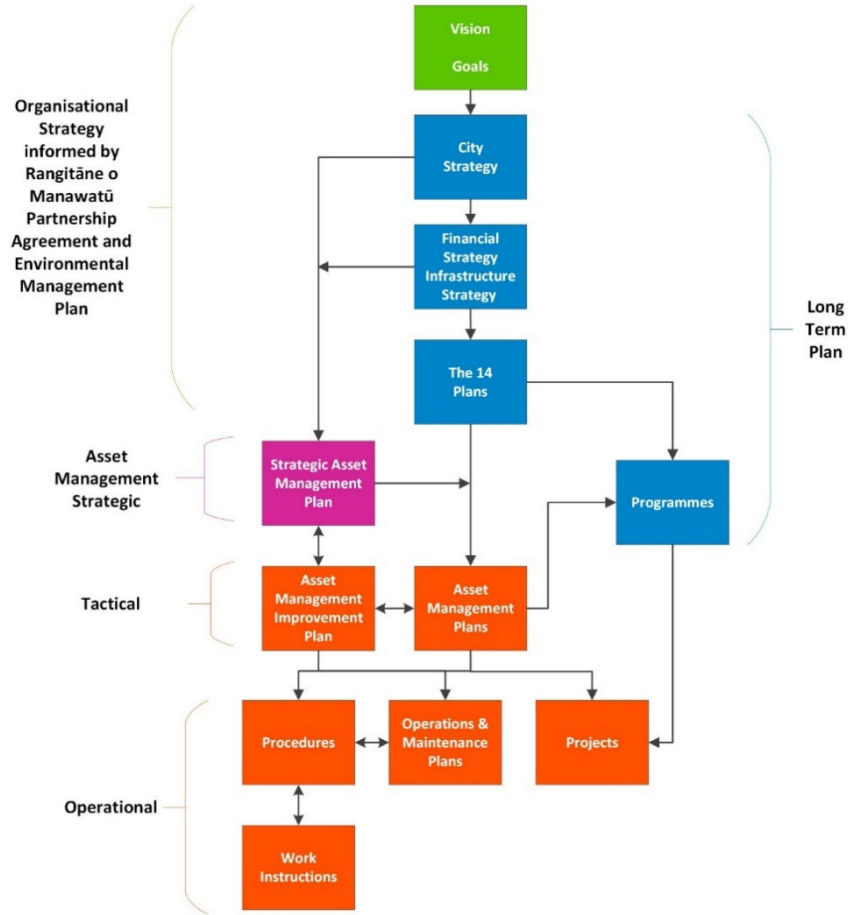 Vision
Goals
Organisational
Strategy
informed by
Rangitāne o
Manawatū
Partnership
Agreement and
Environmental
Management
Plan
City
Strategy
Financial
Strategy
Infrastructure
Strategy
Long
Term
Plan
The 14
Plans
Asset
Management
Strategic
Strategic Asset
Management
Plan
Programmes
Tactical
Asset
Management
Improvement
Plan
Asset
Management
Plans
Operational
Procedures
Operations &
Maintenance
Plans
Projects
Work
Instructions